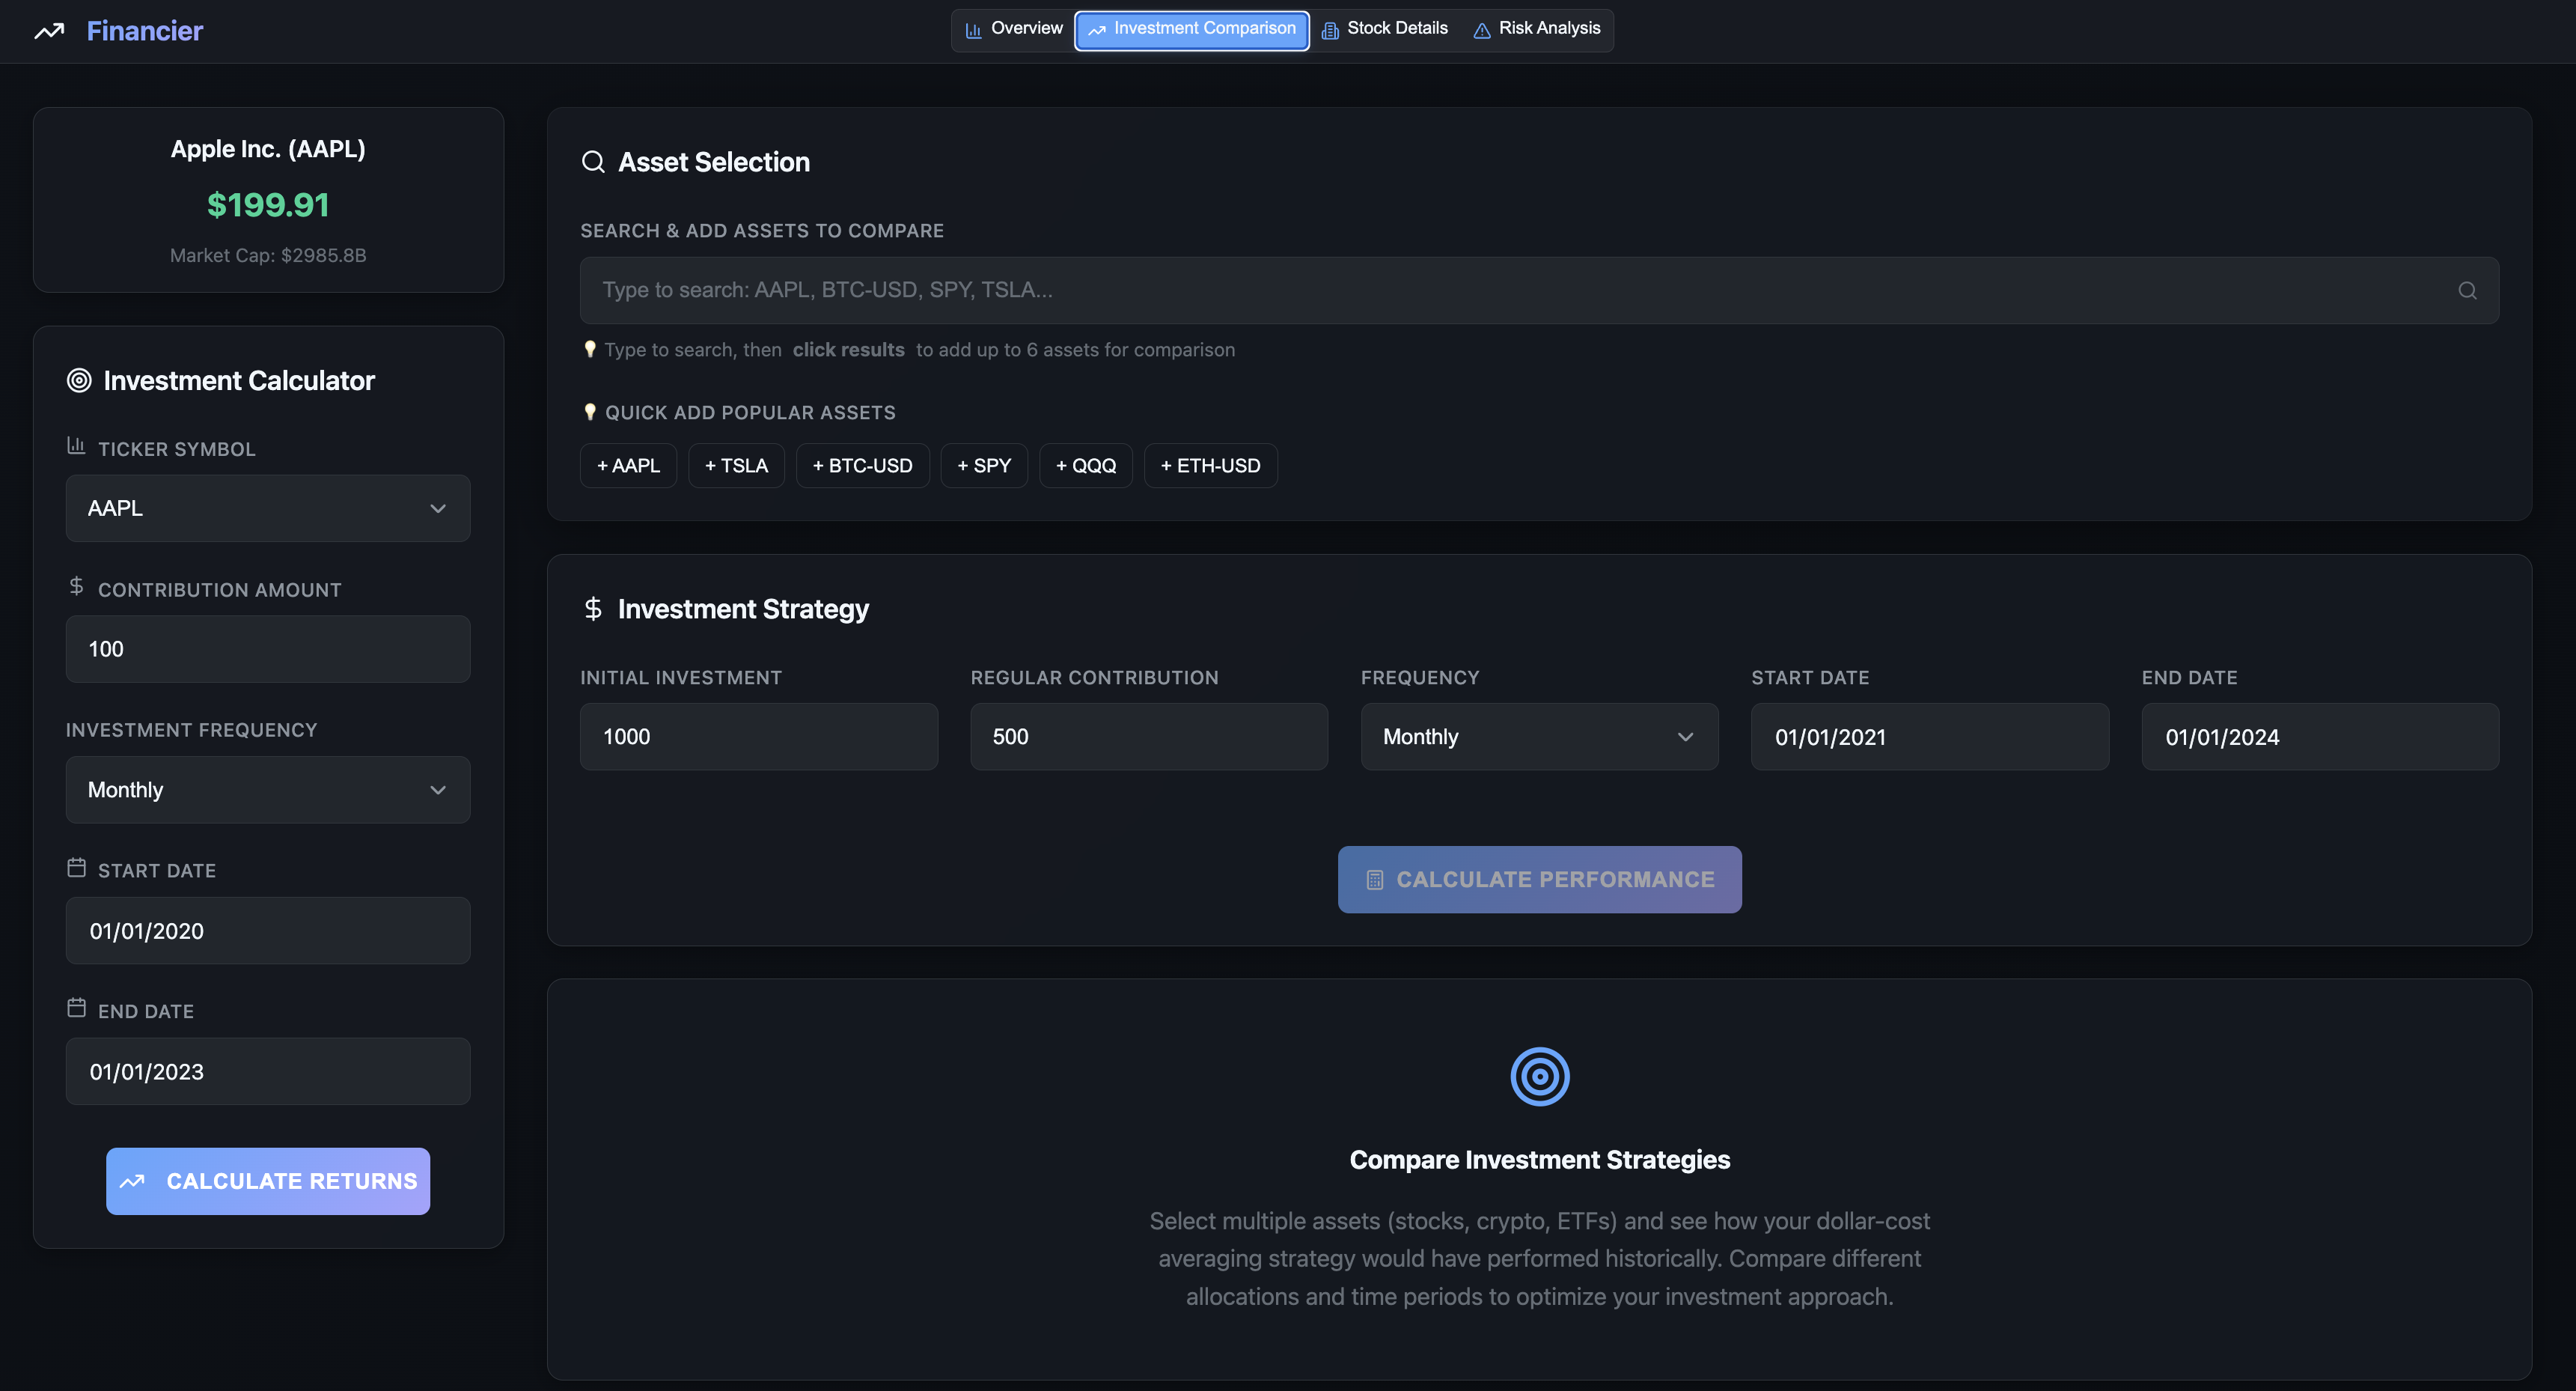 Financier
Overview
Investment Comparison
Stock Details
Risk Analysis
Apple Inc. (AAPL)
$199.91
Market Cap: $2985.8B
Investment Calculator
TICKER SYMBOL
AAPL
CONTRIBUTION AMOUNT
100
INVESTMENT FREQUENCY
Monthly
START DATE
01/01/2020
END DATE
01/01/2023
CALCULATE RETURNS
Asset Selection
SEARCH & ADD ASSETS TO COMPARE
Type to search: AAPL, BTC-USD, SPY, TSLA...
Type to search, then click results to add up to 6 assets for comparison
QUICK ADD POPULAR ASSETS
+ AAPL
+ TSLA
+ BTC-USD
+ SPY
+ QQQ
+ ETH-USD
Investment Strategy
INITIAL INVESTMENT
1000
REGULAR CONTRIBUTION
500
FREQUENCY
Monthly
START DATE
01/01/2021
END DATE
01/01/2024
CALCULATE PERFORMANCE
Compare Investment Strategies
Select multiple assets (stocks, crypto, ETFs) and see how your dollar-cost
averaging strategy would have performed historically. Compare different
allocations and time periods to optimize your investment approach.